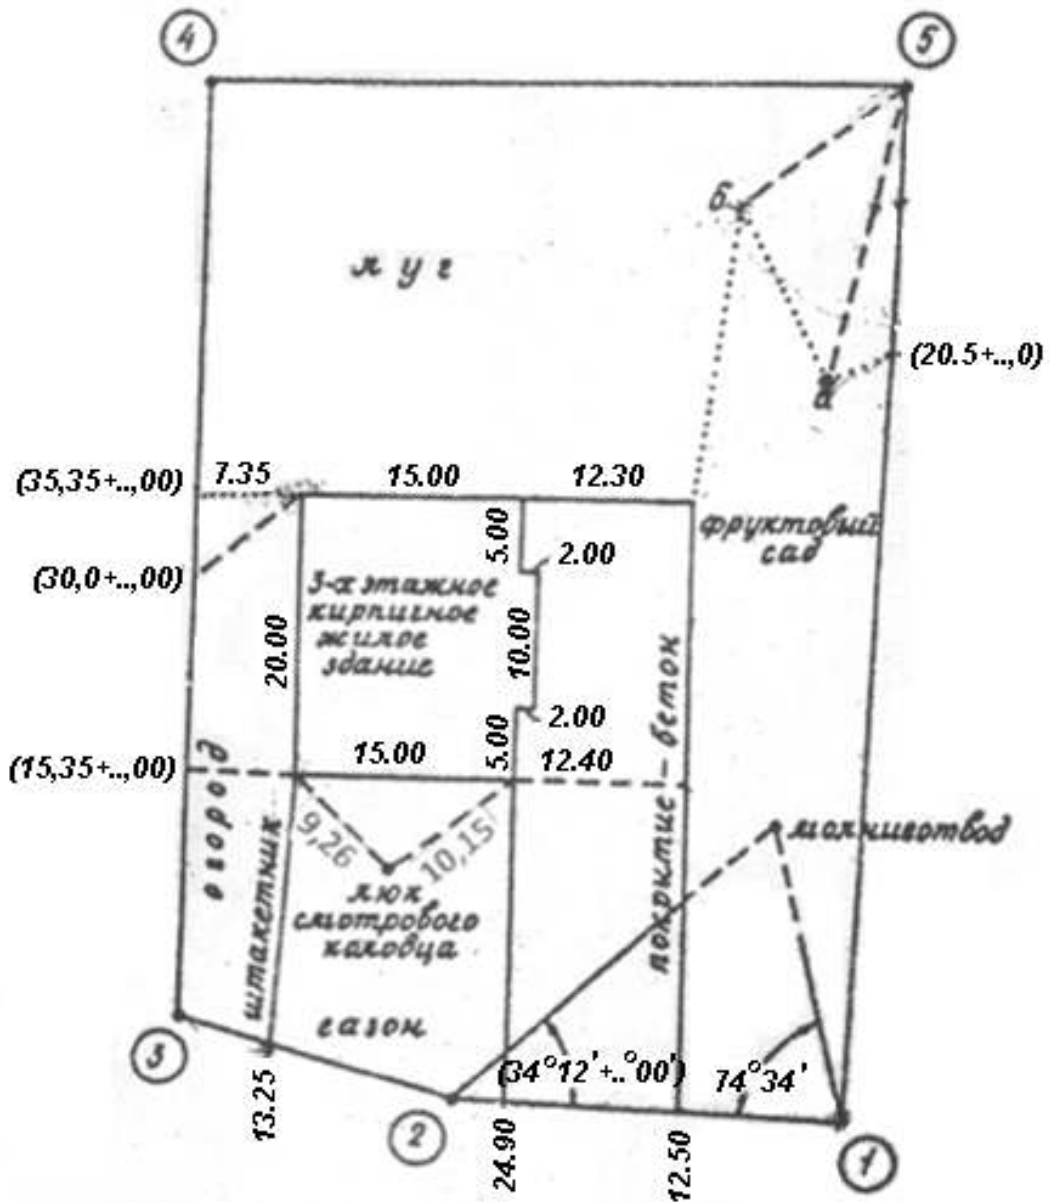 4
5
б
луг
а
(20.5+..,0)
(35,35+..,00)
7.35
15.00
12.30
фруктовый
сад
5.00
2.00
(30,0+..,00)
3-х этажное
кирпичное
жилое
здание
20.00
10.00
2.00
5.00
(15,35+..,00)
15.00
12.40
покрытие – бетон
огород
штакетник
9,26
10,15
люк
смотрового
колодца
молниеотвод
газон
3
(34°12'+..°00')
74°34'
13.25
2
24.90
12.50
1